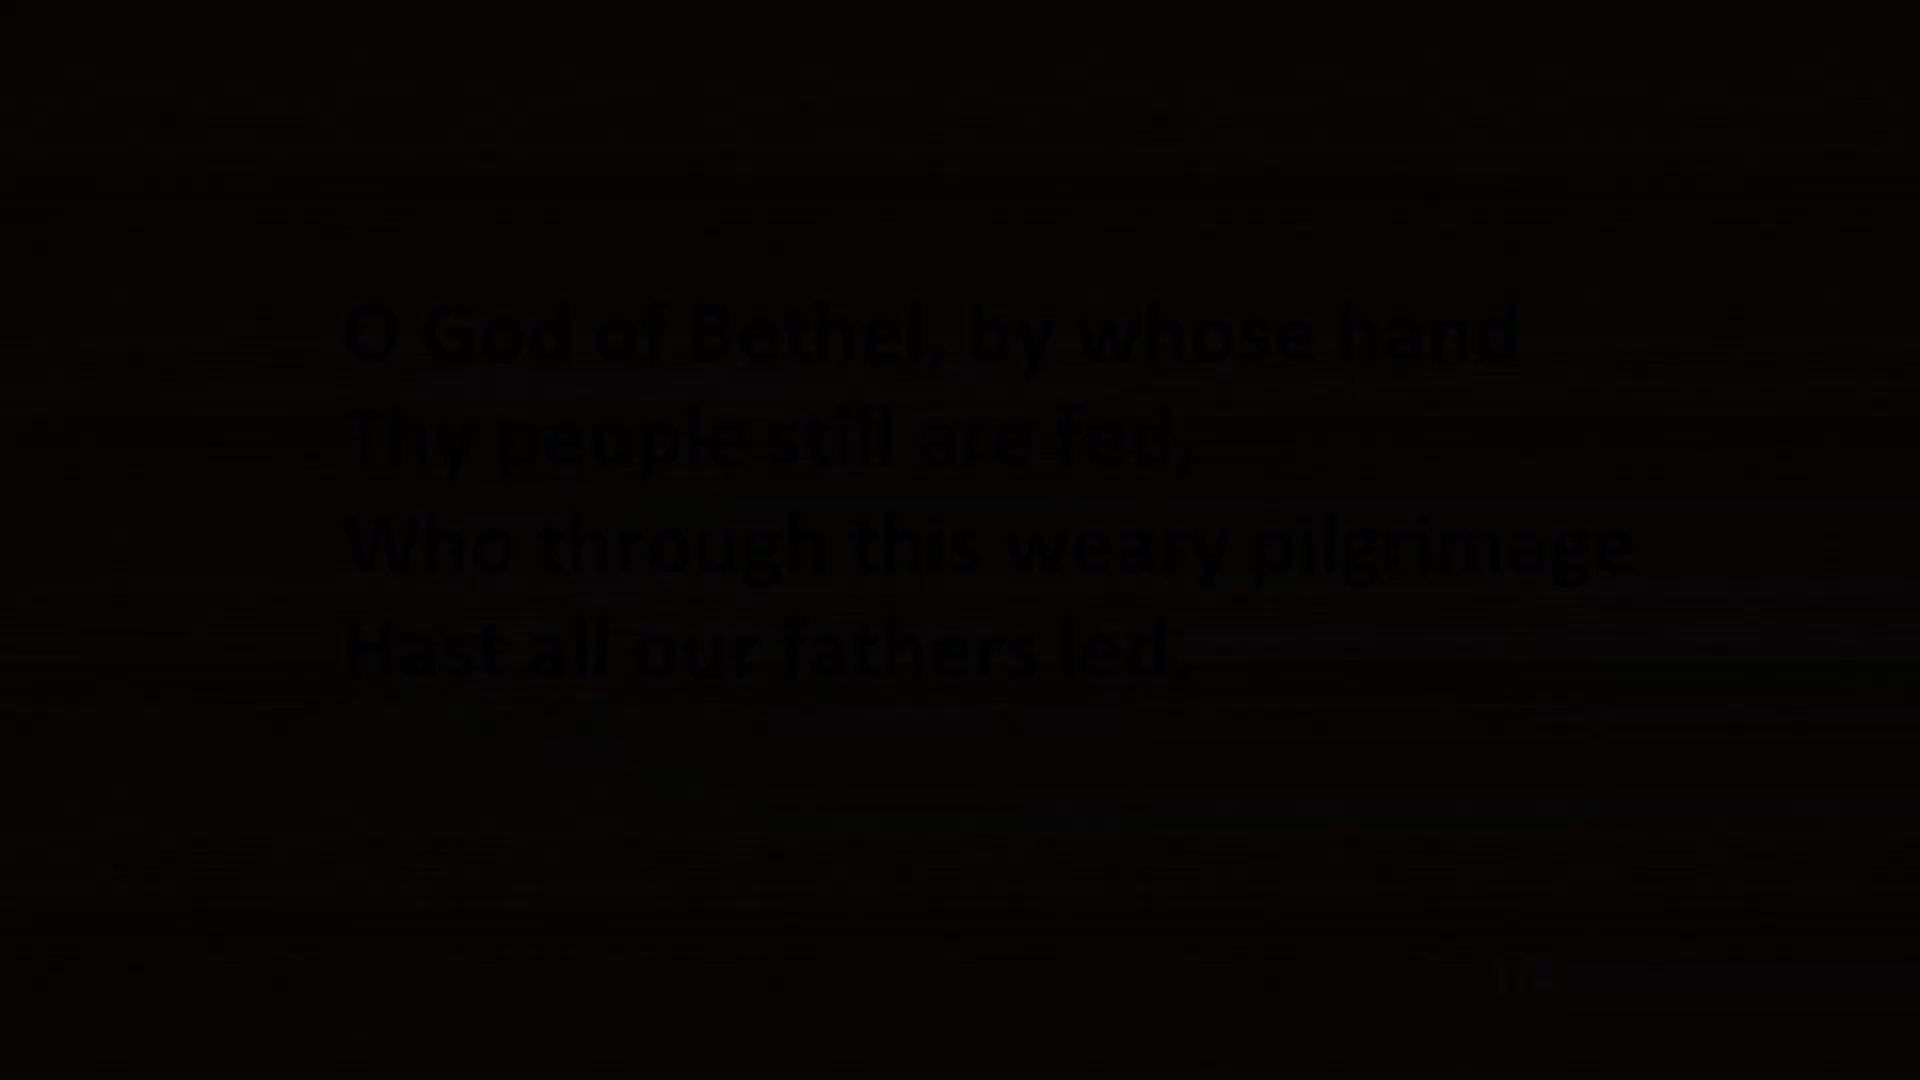 O God of Bethel, by whose hand
Thy people still are fed,
Who through this weary pilgrimage
Hast all our fathers led.